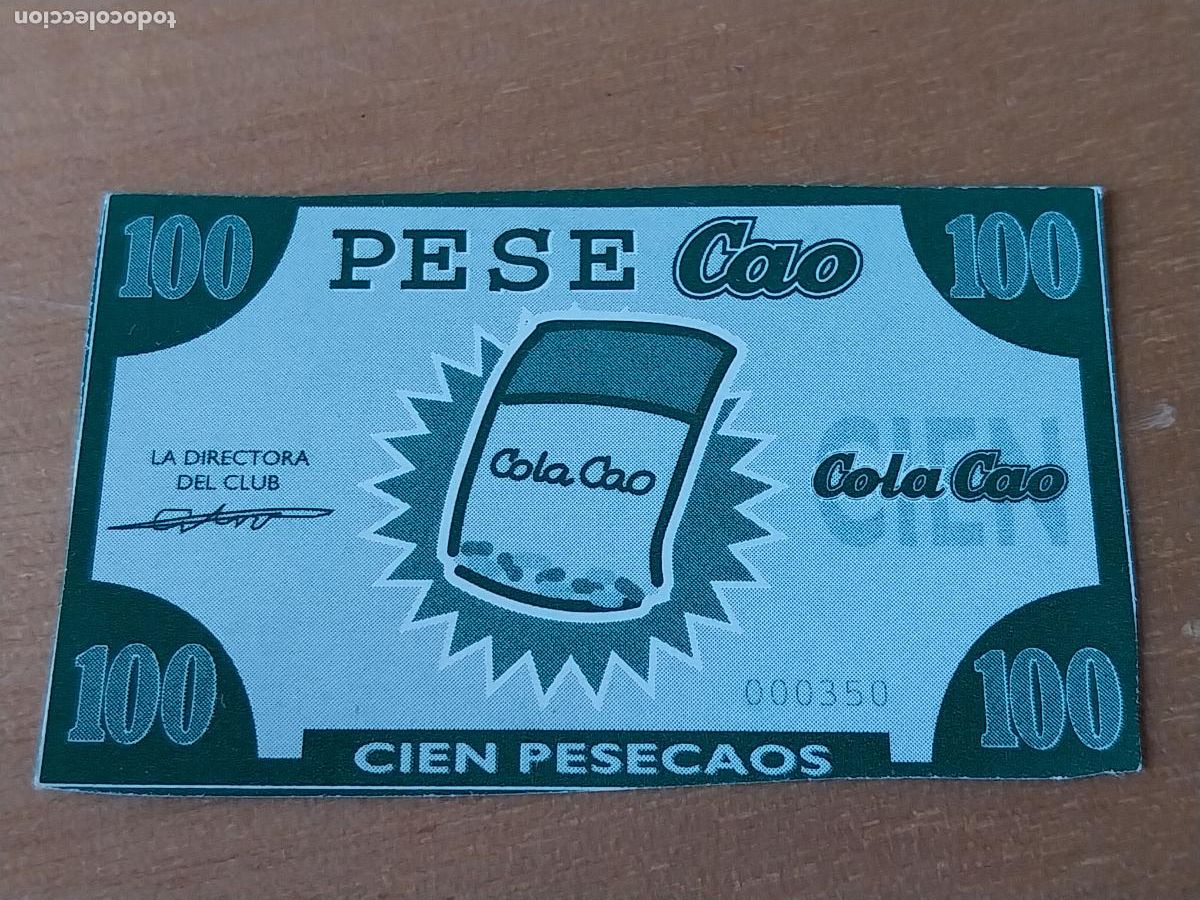 todocoleccion
100 PESE Cao 100
Cola Cao
LA DIRECTORA
DEL CLUB
CIEN
Cola Cao
000350
100 100
CIEN PESECAOS